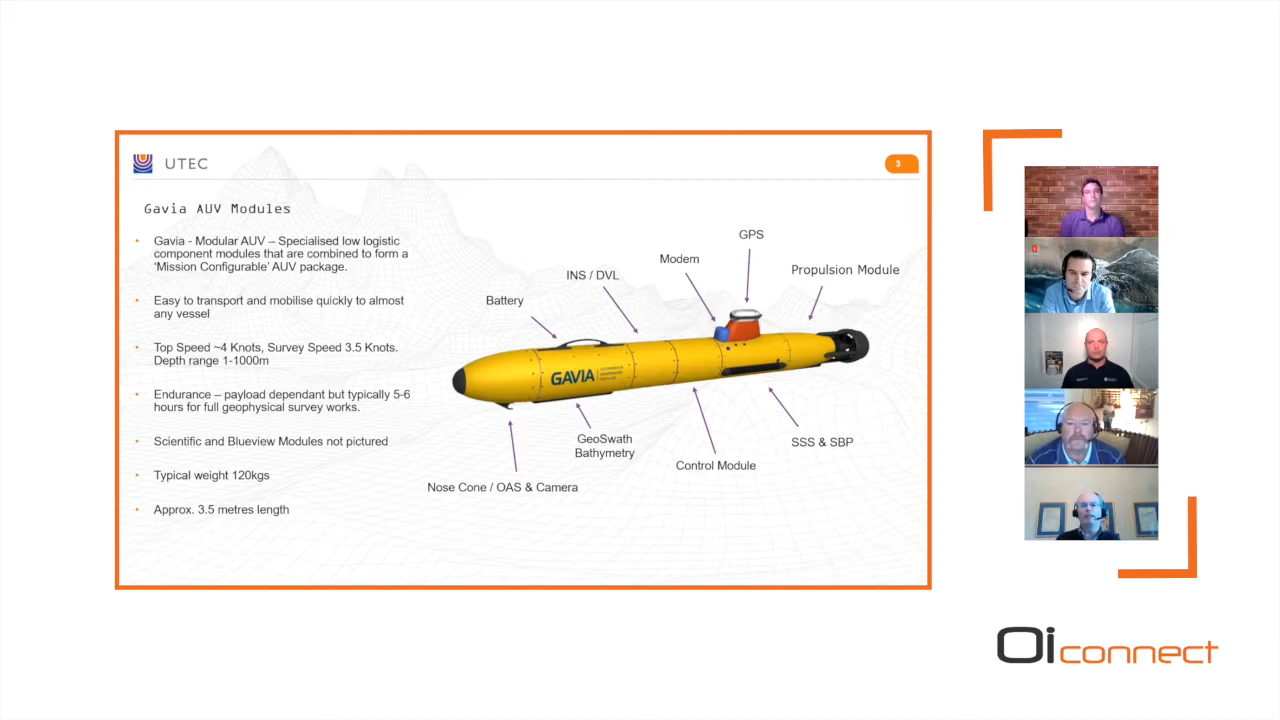 UTEC
3
Gavia AUV Modules
• Gavia - Modular AUV – Specialised low logistic
component modules that are combined to form a
‘Mission Configurable’ AUV package.
• Easy to transport and mobilise quickly to almost
any vessel
• Top Speed ~4 Knots, Survey Speed 3.5 Knots.
Depth range 1-1000m
• Endurance – payload dependant but typically 5-6
hours for full geophysical survey works.
• Scientific and Blueview Modules not pictured
• Typical weight 120kgs
• Approx. 3.5 metres length
GPS
Modem
Propulsion Module
INS / DVL
Battery
GAVIA
GeoSwath
Bathymetry
SSS & SBP
Control Module
Nose Cone / OAS & Camera
Oi connect